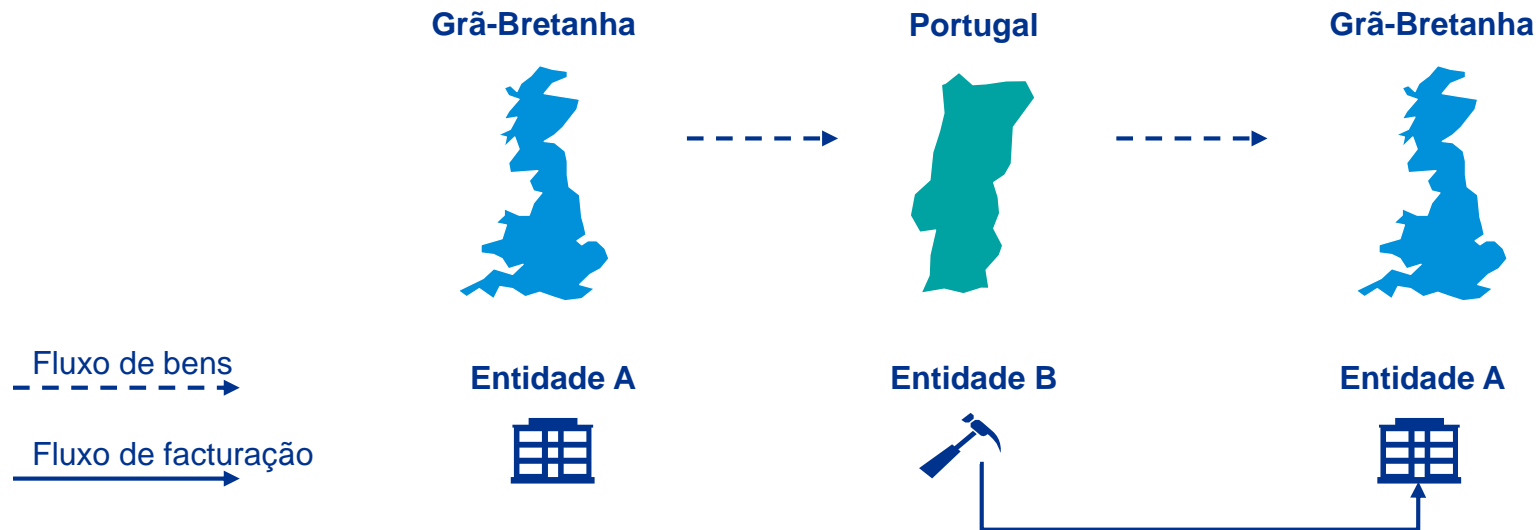 Grã-Bretanha
Portugal
Grã-Bretanha
Fluxo de bens
Entidade A
Entidade B
Entidade A
Fluxo de facturação